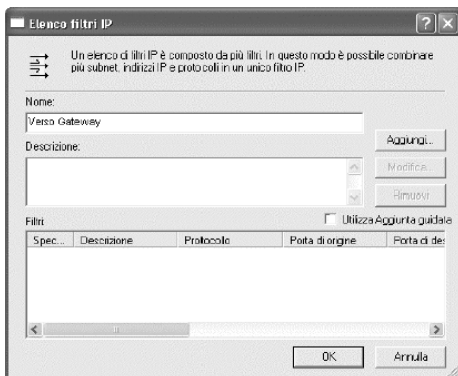 Elenco filtri IP
Un elenco di filtri IP è composto da più filtri. In questo modo è possibile combinare
più subnet, indirizzi IP e protocolli in un unico filtro IP.
Nome:
Verso Gateway
Aggiungi...
Descrizione:
Modifica...
Rimuovi
Filtri
Utilizza Aggiunta guidata
Spec... Descrizione Protocollo Porta di origine Porta di des
OK Annulla